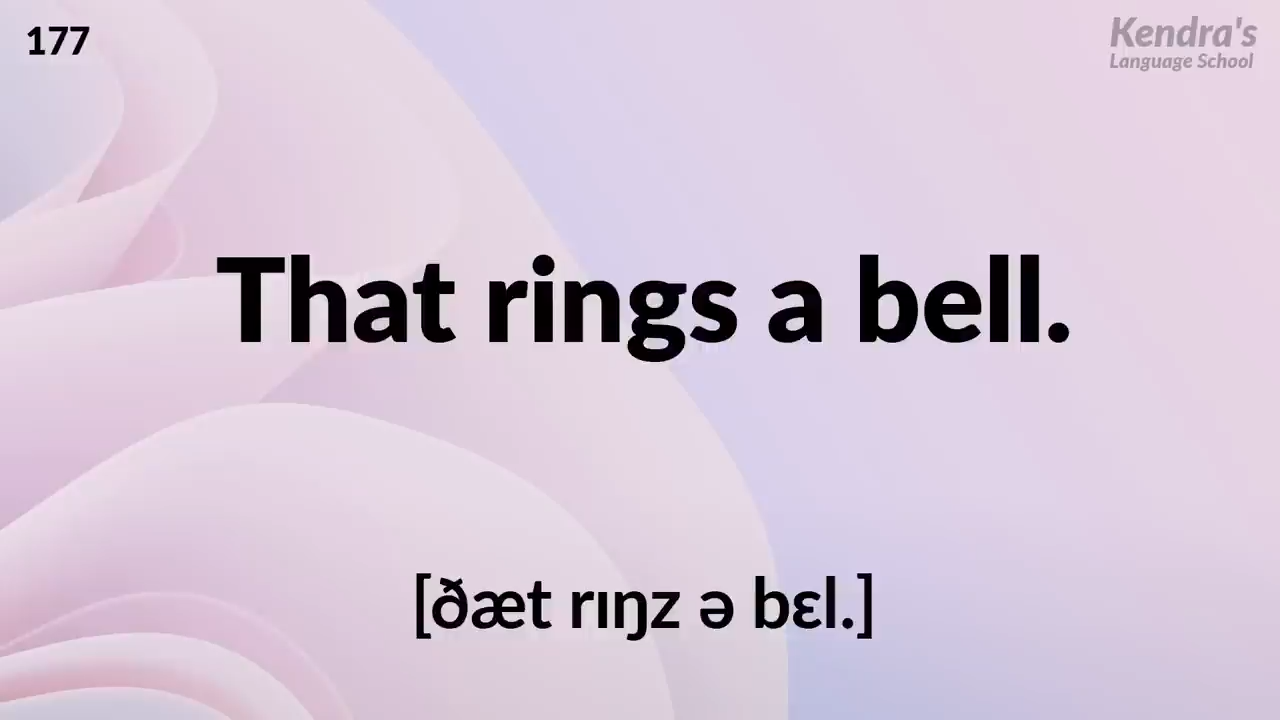 177
Kendra's
Language School
That rings a bell.
[ðæt rɪŋz ə bɛl.]